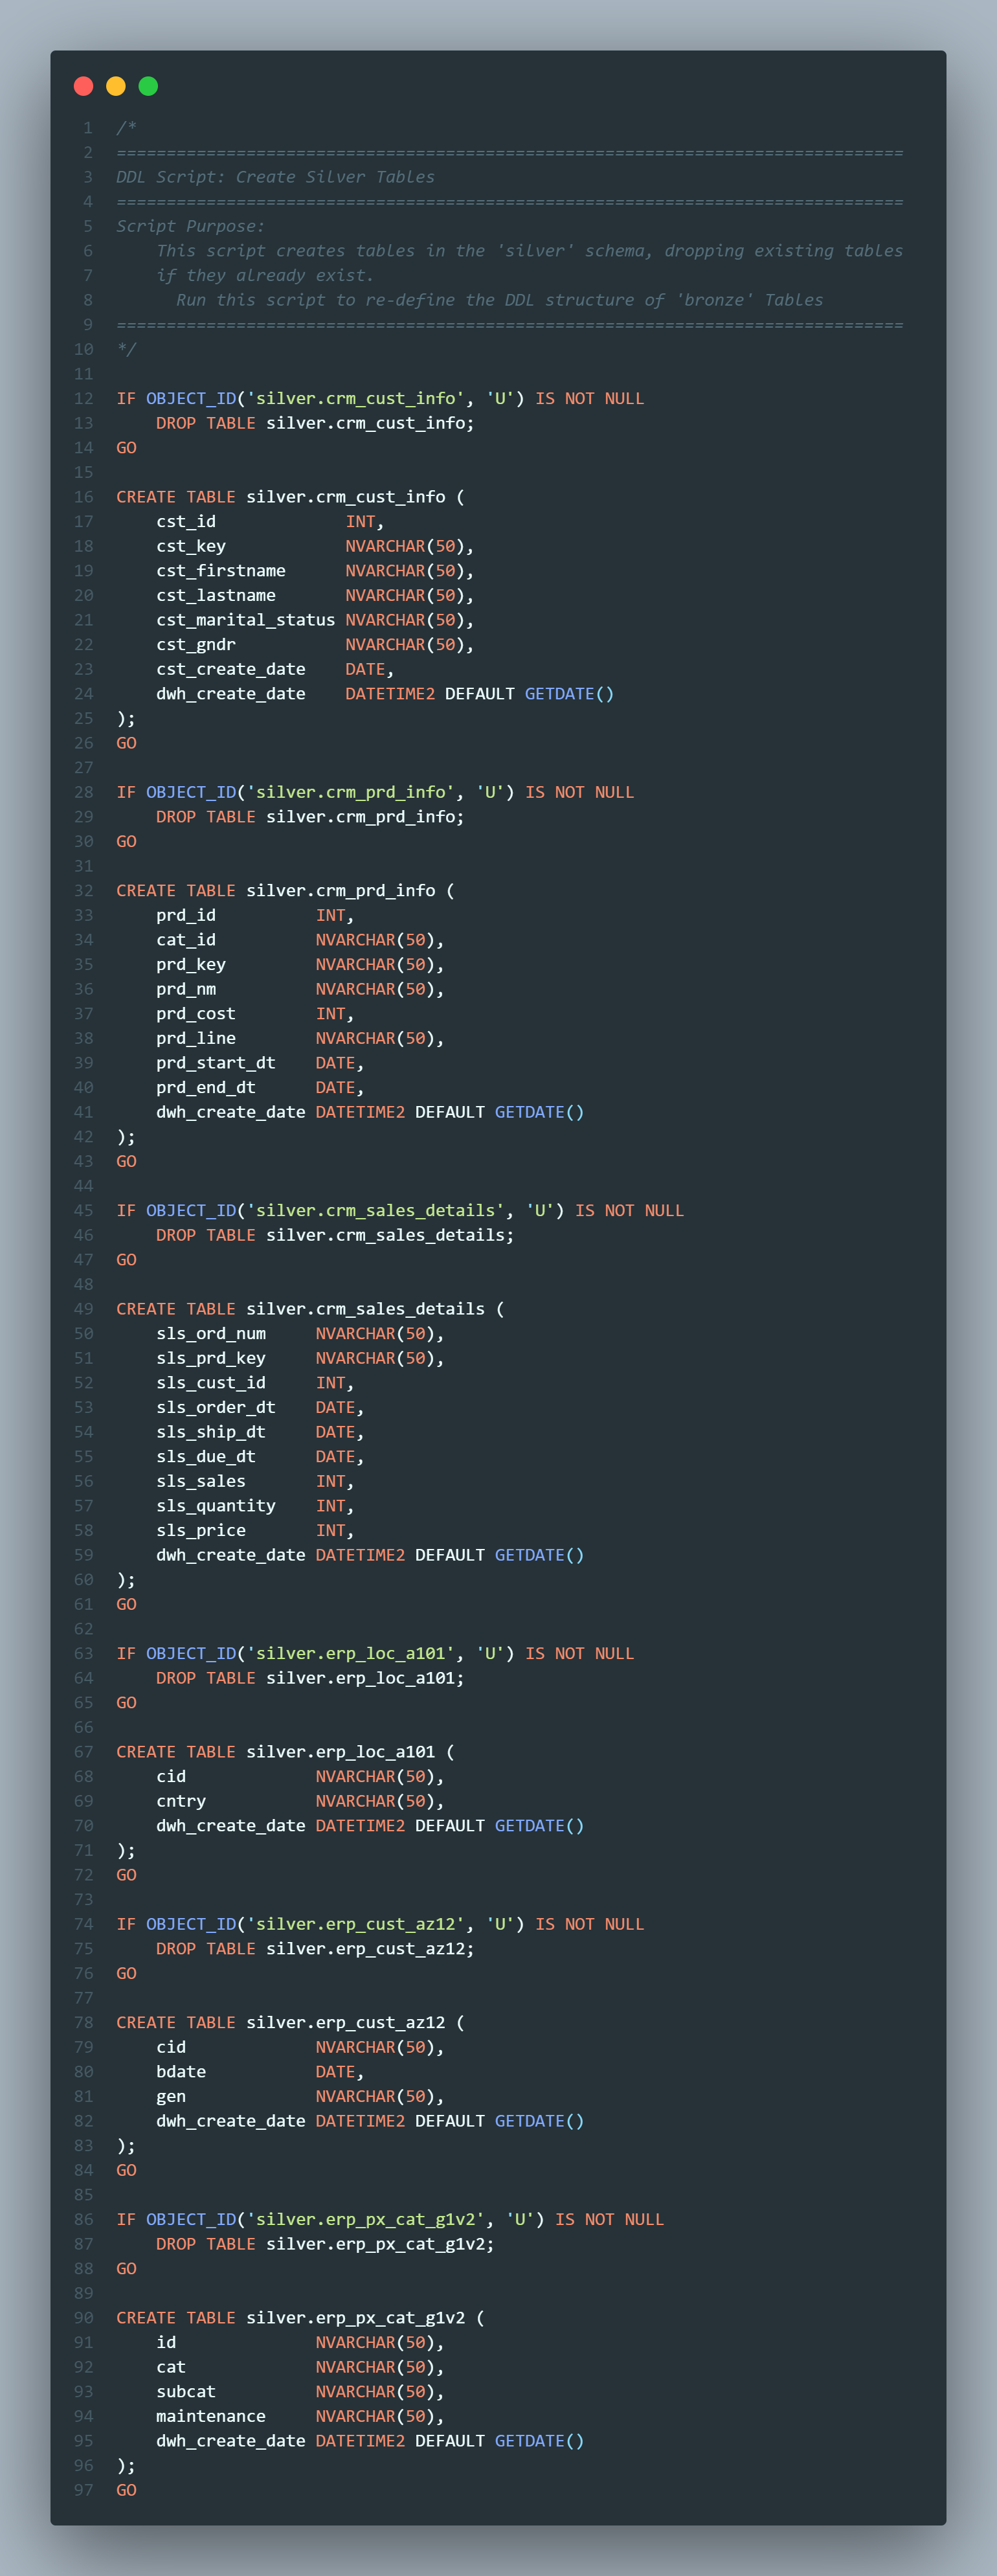 1 /*
2 ===============================================================================
3 DDL Script: Create Silver Tables
4 ===============================================================================
5 Script Purpose:
6     This script creates tables in the 'silver' schema, dropping existing tables
7     if they already exist.
8       Run this script to re-define the DDL structure of 'bronze' Tables
9 ===============================================================================
10 */
11
12 IF OBJECT_ID('silver.crm_cust_info', 'U') IS NOT NULL
13     DROP TABLE silver.crm_cust_info;
14 GO
15
16 CREATE TABLE silver.crm_cust_info (
17     cst_id             INT,
18     cst_key            NVARCHAR(50),
19     cst_firstname      NVARCHAR(50),
20     cst_lastname       NVARCHAR(50),
21     cst_marital_status NVARCHAR(50),
22     cst_gndr           NVARCHAR(50),
23     cst_create_date    DATE,
24     dwh_create_date    DATETIME2 DEFAULT GETDATE()
25 );
26 GO
27
28 IF OBJECT_ID('silver.crm_prd_info', 'U') IS NOT NULL
29     DROP TABLE silver.crm_prd_info;
30 GO
31
32 CREATE TABLE silver.crm_prd_info (
33     prd_id          INT,
34     cat_id          NVARCHAR(50),
35     prd_key         NVARCHAR(50),
36     prd_nm          NVARCHAR(50),
37     prd_cost        INT,
38     prd_line        NVARCHAR(50),
39     prd_start_dt    DATE,
40     prd_end_dt      DATE,
41     dwh_create_date DATETIME2 DEFAULT GETDATE()
42 );
43 GO
44
45 IF OBJECT_ID('silver.crm_sales_details', 'U') IS NOT NULL
46     DROP TABLE silver.crm_sales_details;
47 GO
48
49 CREATE TABLE silver.crm_sales_details (
50     sls_ord_num     NVARCHAR(50),
51     sls_prd_key     NVARCHAR(50),
52     sls_cust_id     INT,
53     sls_order_dt    DATE,
54     sls_ship_dt     DATE,
55     sls_due_dt      DATE,
56     sls_sales       INT,
57     sls_quantity    INT,
58     sls_price       INT,
59     dwh_create_date DATETIME2 DEFAULT GETDATE()
60 );
61 GO
62
63 IF OBJECT_ID('silver.erp_loc_a101', 'U') IS NOT NULL
64     DROP TABLE silver.erp_loc_a101;
65 GO
66
67 CREATE TABLE silver.erp_loc_a101 (
68     cid             NVARCHAR(50),
69     cntry           NVARCHAR(50),
70     dwh_create_date DATETIME2 DEFAULT GETDATE()
71 );
72 GO
73
74 IF OBJECT_ID('silver.erp_cust_az12', 'U') IS NOT NULL
75     DROP TABLE silver.erp_cust_az12;
76 GO
77
78 CREATE TABLE silver.erp_cust_az12 (
79     cid             NVARCHAR(50),
80     bdate           DATE,
81     gen             NVARCHAR(50),
82     dwh_create_date DATETIME2 DEFAULT GETDATE()
83 );
84 GO
85
86 IF OBJECT_ID('silver.erp_px_cat_g1v2', 'U') IS NOT NULL
87     DROP TABLE silver.erp_px_cat_g1v2;
88 GO
89
90 CREATE TABLE silver.erp_px_cat_g1v2 (
91     id              NVARCHAR(50),
92     cat             NVARCHAR(50),
93     subcat          NVARCHAR(50),
94     maintenance     NVARCHAR(50),
95     dwh_create_date DATETIME2 DEFAULT GETDATE()
96 );
97 GO